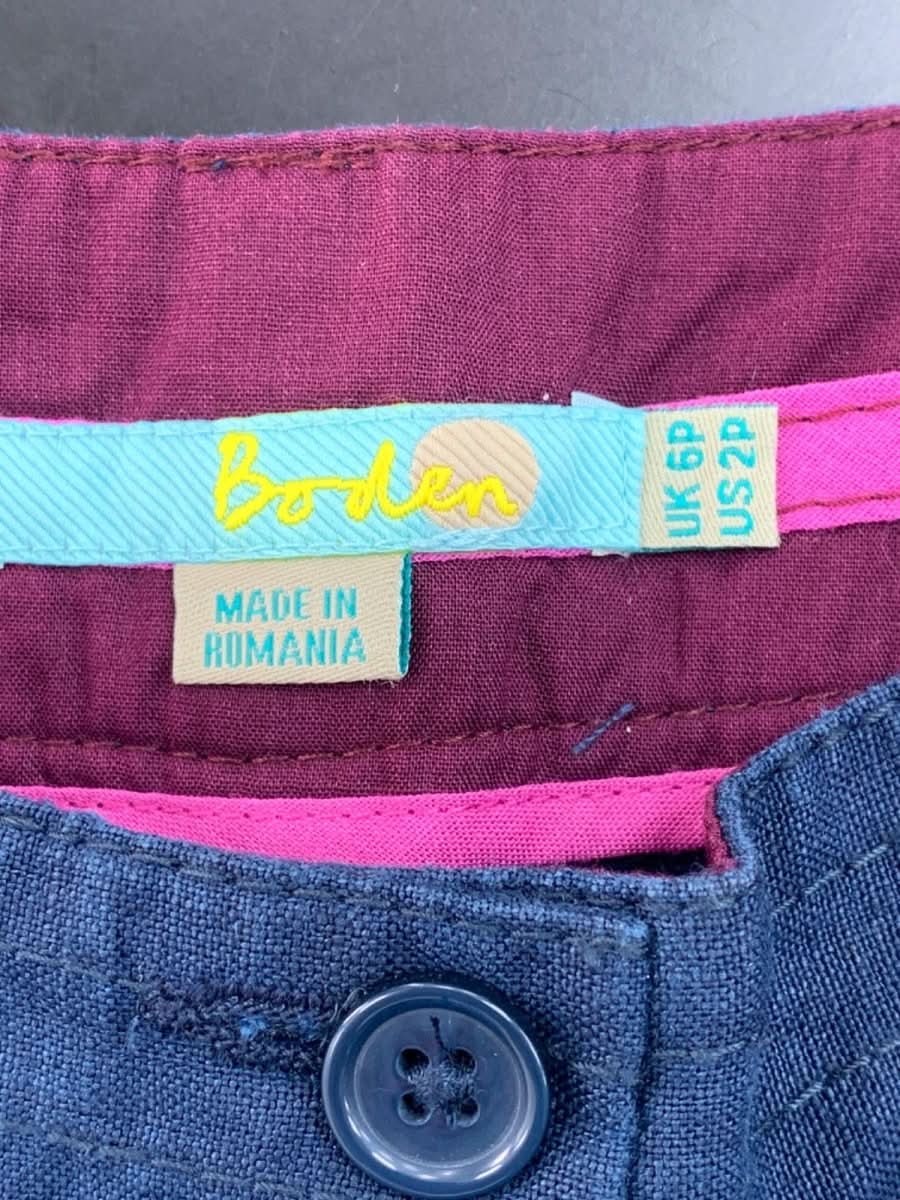 Boden
UK 6P
US 2P
MADE IN
ROMANIA